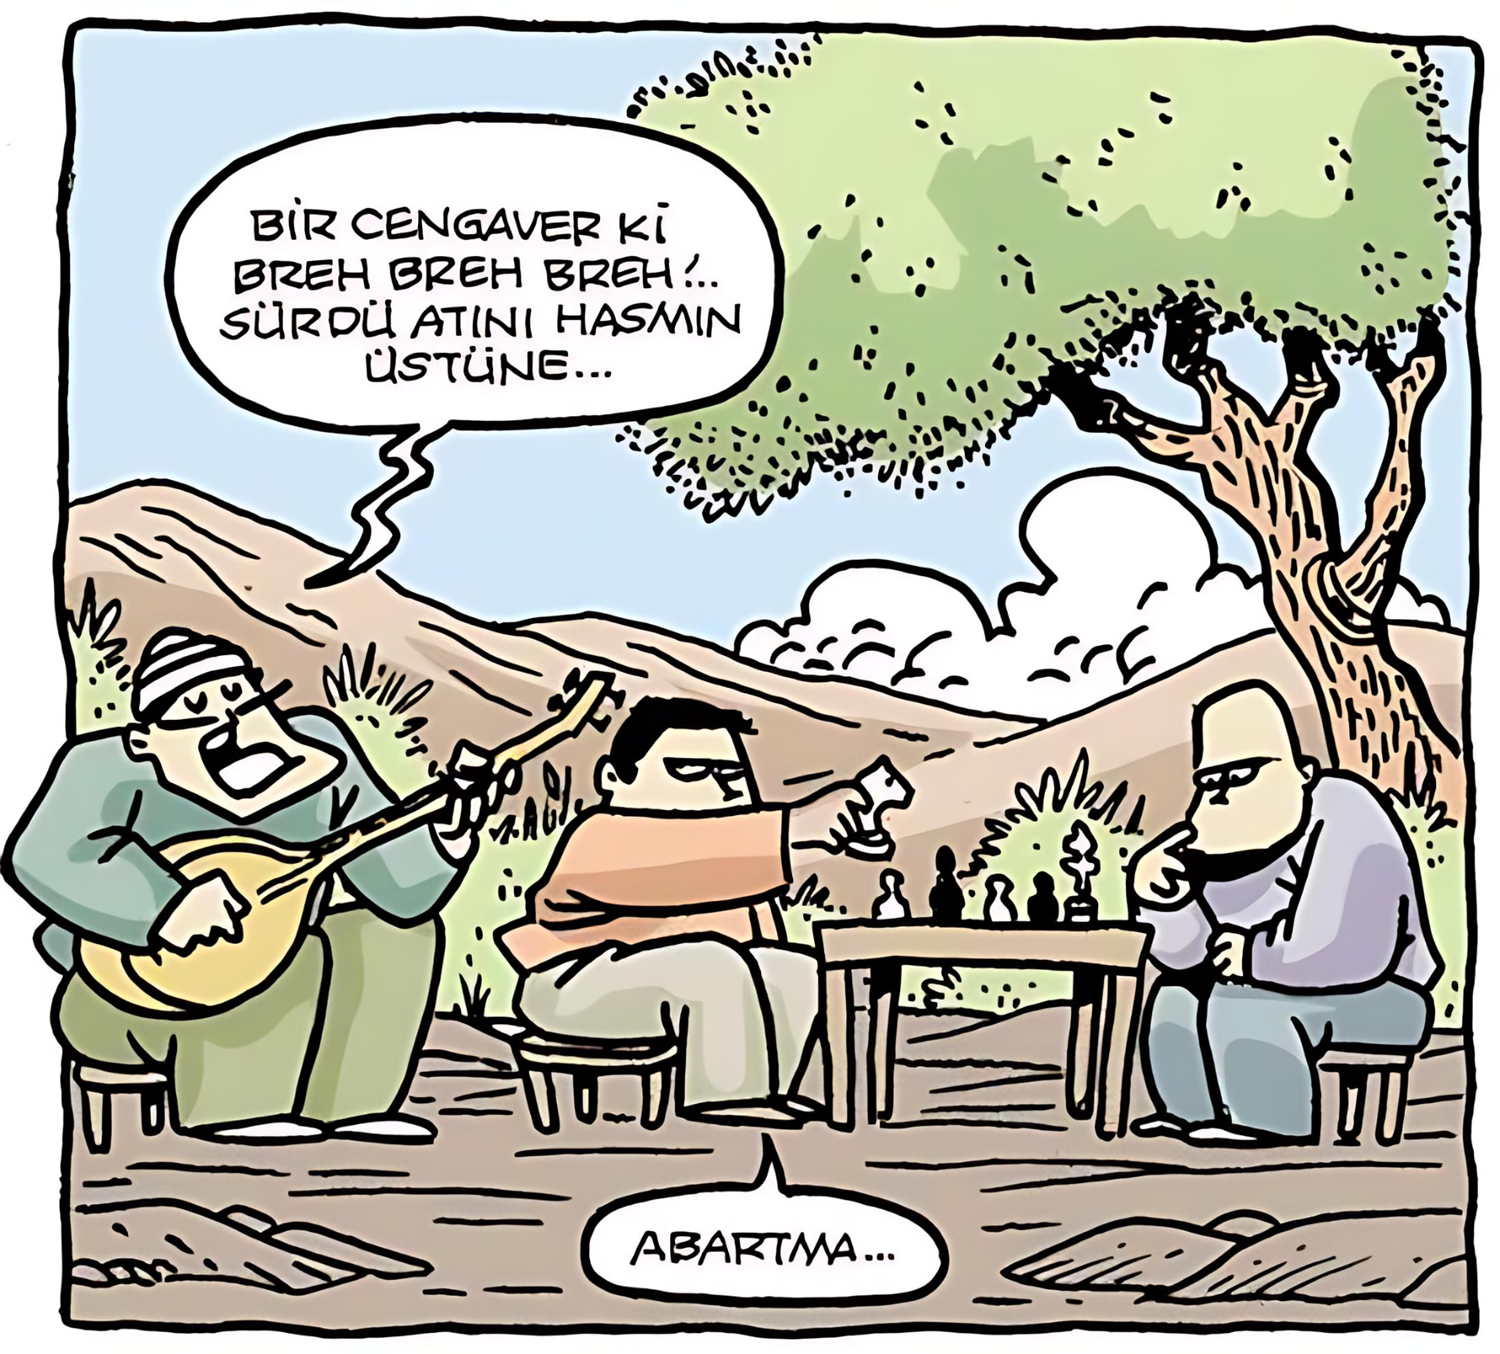 BİR CENGAVER Kİ
BREH BREH BREH!..
SÜRDÜ ATINI HASMIN
ÜSTÜNE...
ABARTMA...